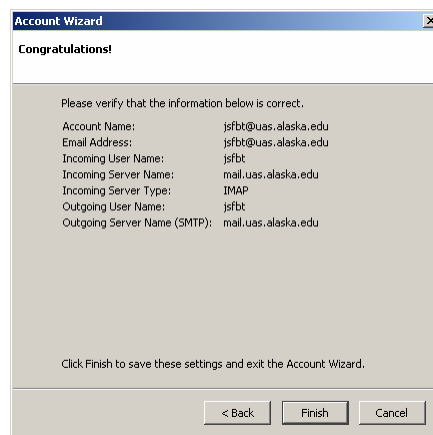 Account Wizard
Congratulations!
Please verify that the information below is correct.
Account Name: jsfbt@uas.alaska.edu
Email Address: jsfbt@uas.alaska.edu
Incoming User Name: jsfbt
Incoming Server Name: mail.uas.alaska.edu
Incoming Server Type: IMAP
Outgoing User Name: jsfbt
Outgoing Server Name (SMTP): mail.uas.alaska.edu
Click Finish to save these settings and exit the Account Wizard.
< Back Finish Cancel